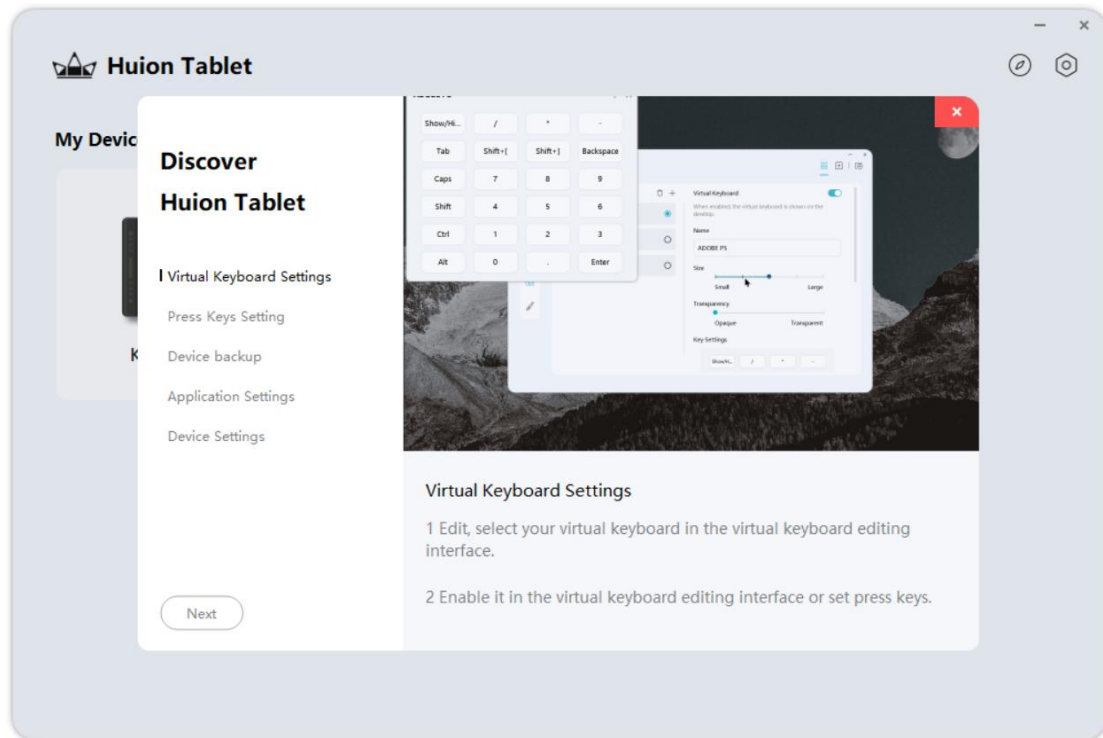 Huion Tablet
My Devic
Discover
Huion Tablet
Virtual Keyboard Settings
Press Keys Setting
Device backup
Application Settings
Device Settings
Next
Show/Hi... / * -
Tab Shift+[ Shift+] Backspace
Caps 7 8 9
Shift 4 5 6
Ctrl 1 2 3
Alt 0 . Enter
Virtual Keyboard
When enabled, the virtual keyboard is shown on the
desktop.
Name
ADOBE PS
Size
Small Large
Transparency
Opaque Transparent
Key Settings
Show/H... / * -
Virtual Keyboard Settings
1 Edit, select your virtual keyboard in the virtual keyboard editing
interface.
2 Enable it in the virtual keyboard editing interface or set press keys.